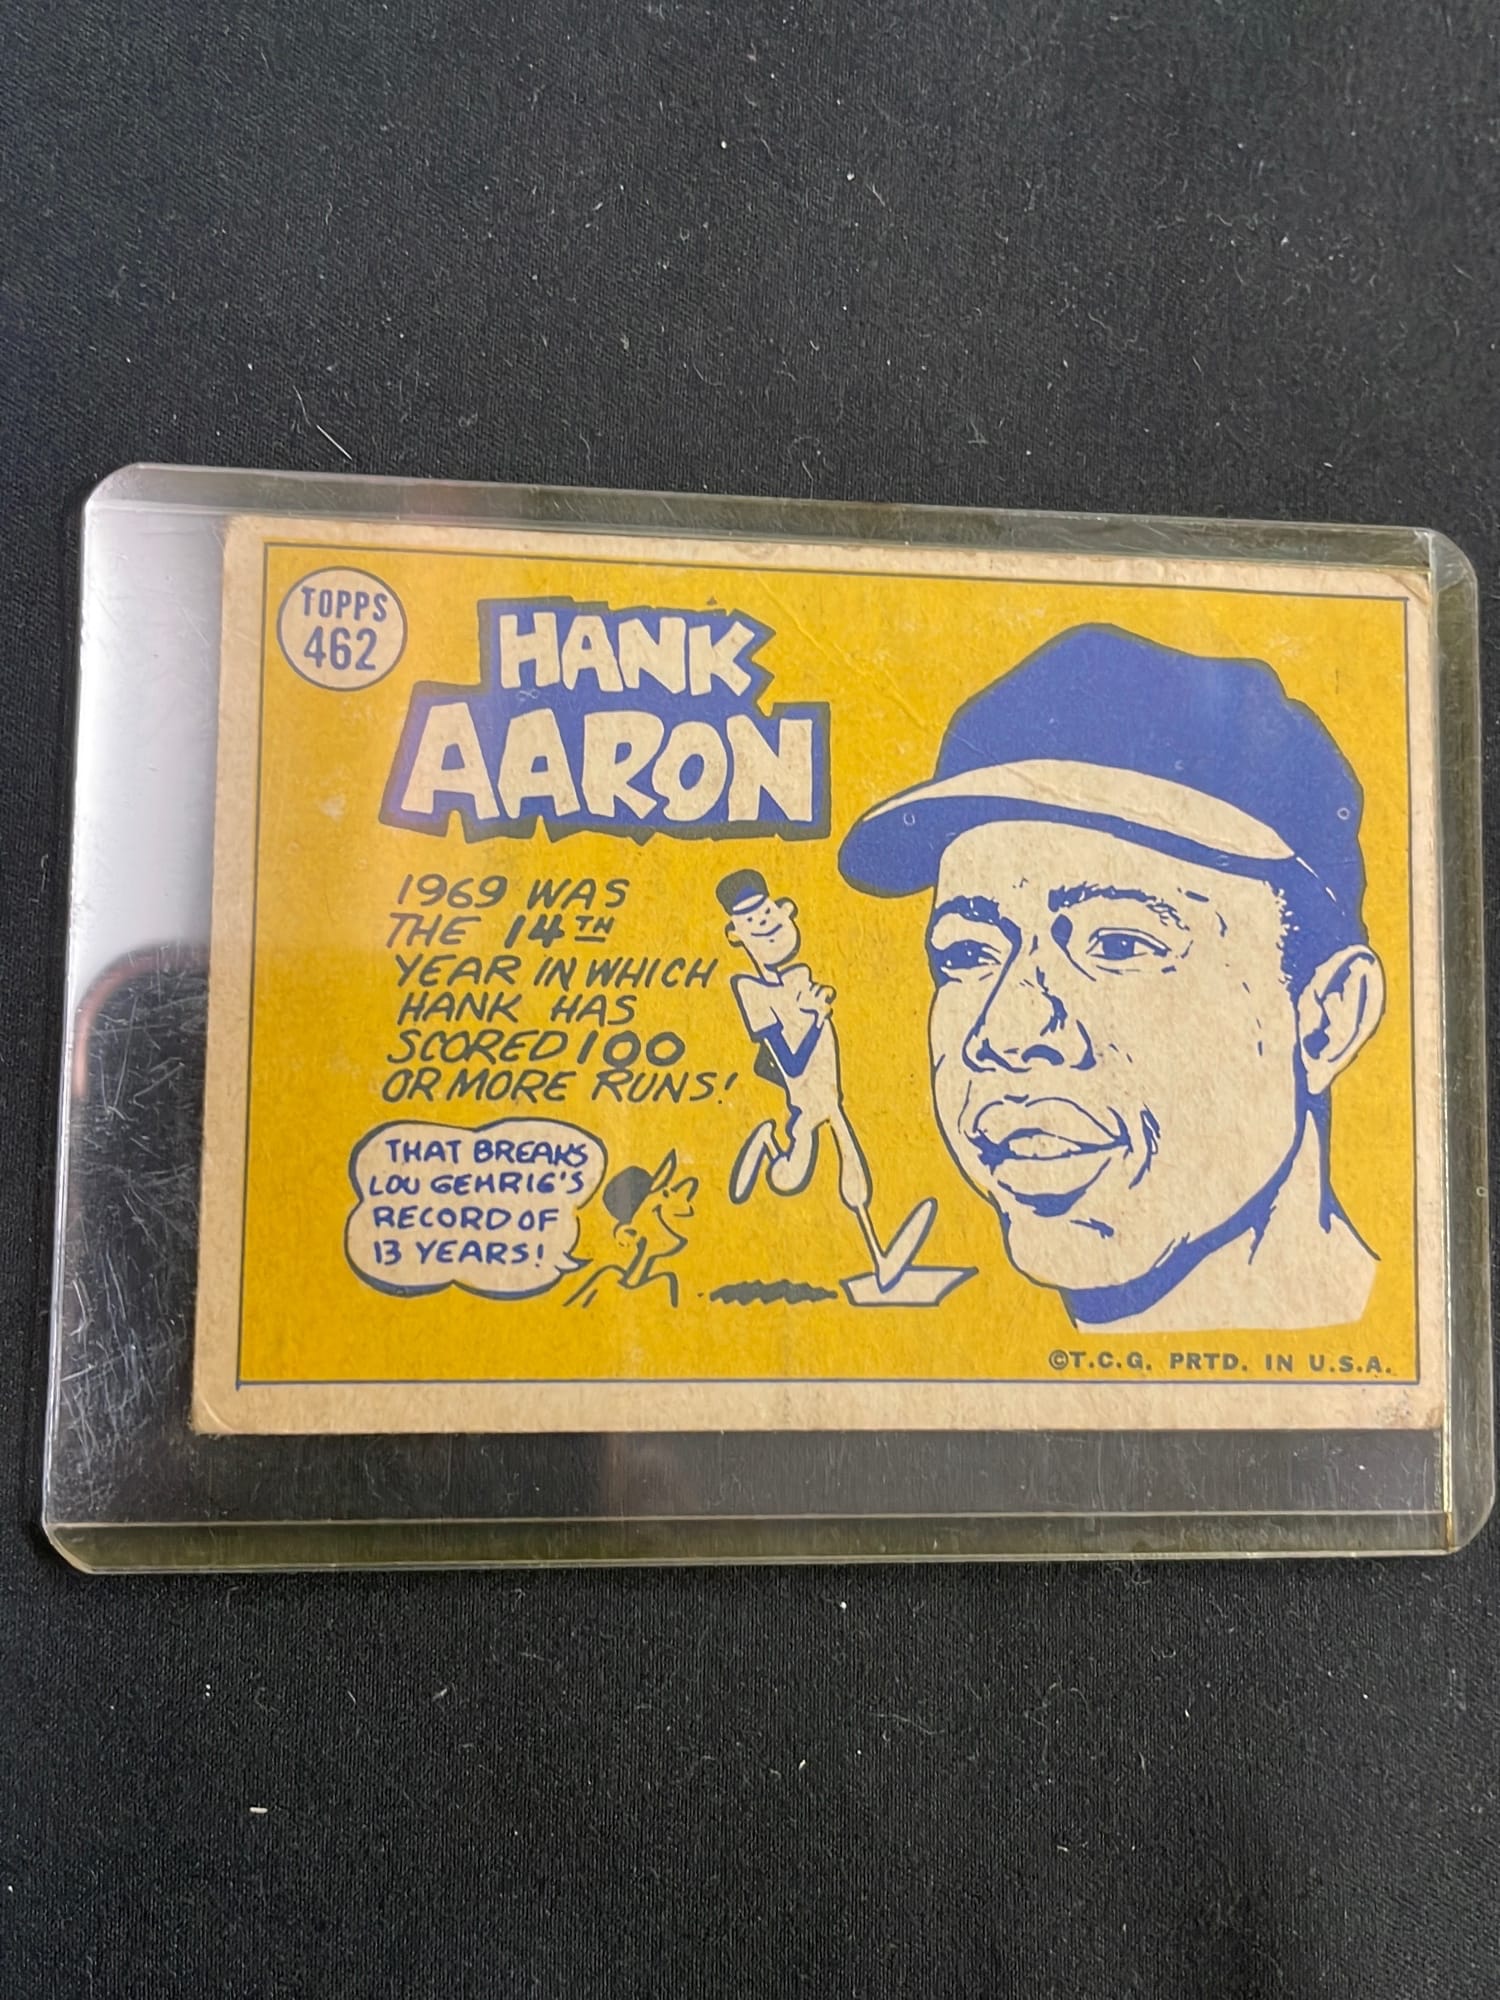 TOPPS
462
HANK
AARON
1969 WAS
THE 14TH
YEAR IN WHICH
HANK HAS
SCORED 100
OR MORE RUNS!
THAT BREAKS
LOU GEHRIG'S
RECORD OF
13 YEARS!
©T.C.G. PRTD. IN U.S.A.